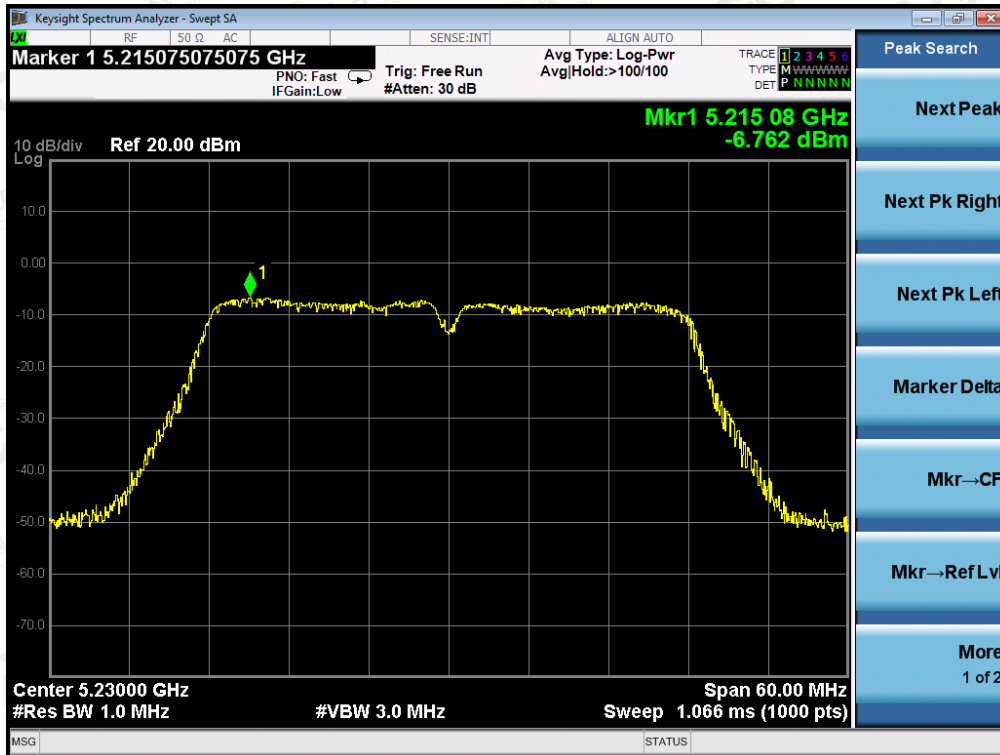 Keysight Spectrum Analyzer - Swept SA
LXI RF 50 Ω AC SENSE:INT ALIGN AUTO
Marker 1 5.215075075075 GHz
PNO: Fast
IFGain:Low
Trig: Free Run
#Atten: 30 dB
Avg Type: Log-Pwr
Avg|Hold:>100/100
TRACE 1 2 3 4 5 6
TYPE M WWWWW
DET P N N N N N
Mkr1 5.215 08 GHz
-6.762 dBm
10 dB/div Ref 20.00 dBm
Log
10.0
0.00
1
-10.0
-20.0
-30.0
-40.0
-50.0
-60.0
-70.0
Center 5.23000 GHz Span 60.00 MHz
#Res BW 1.0 MHz #VBW 3.0 MHz Sweep 1.066 ms (1000 pts)
MSG STATUS
Peak Search
Next Peak
Next Pk Right
Next Pk Left
Marker Delta
Mkr→CF
Mkr→Ref Lvl
More
1 of 2